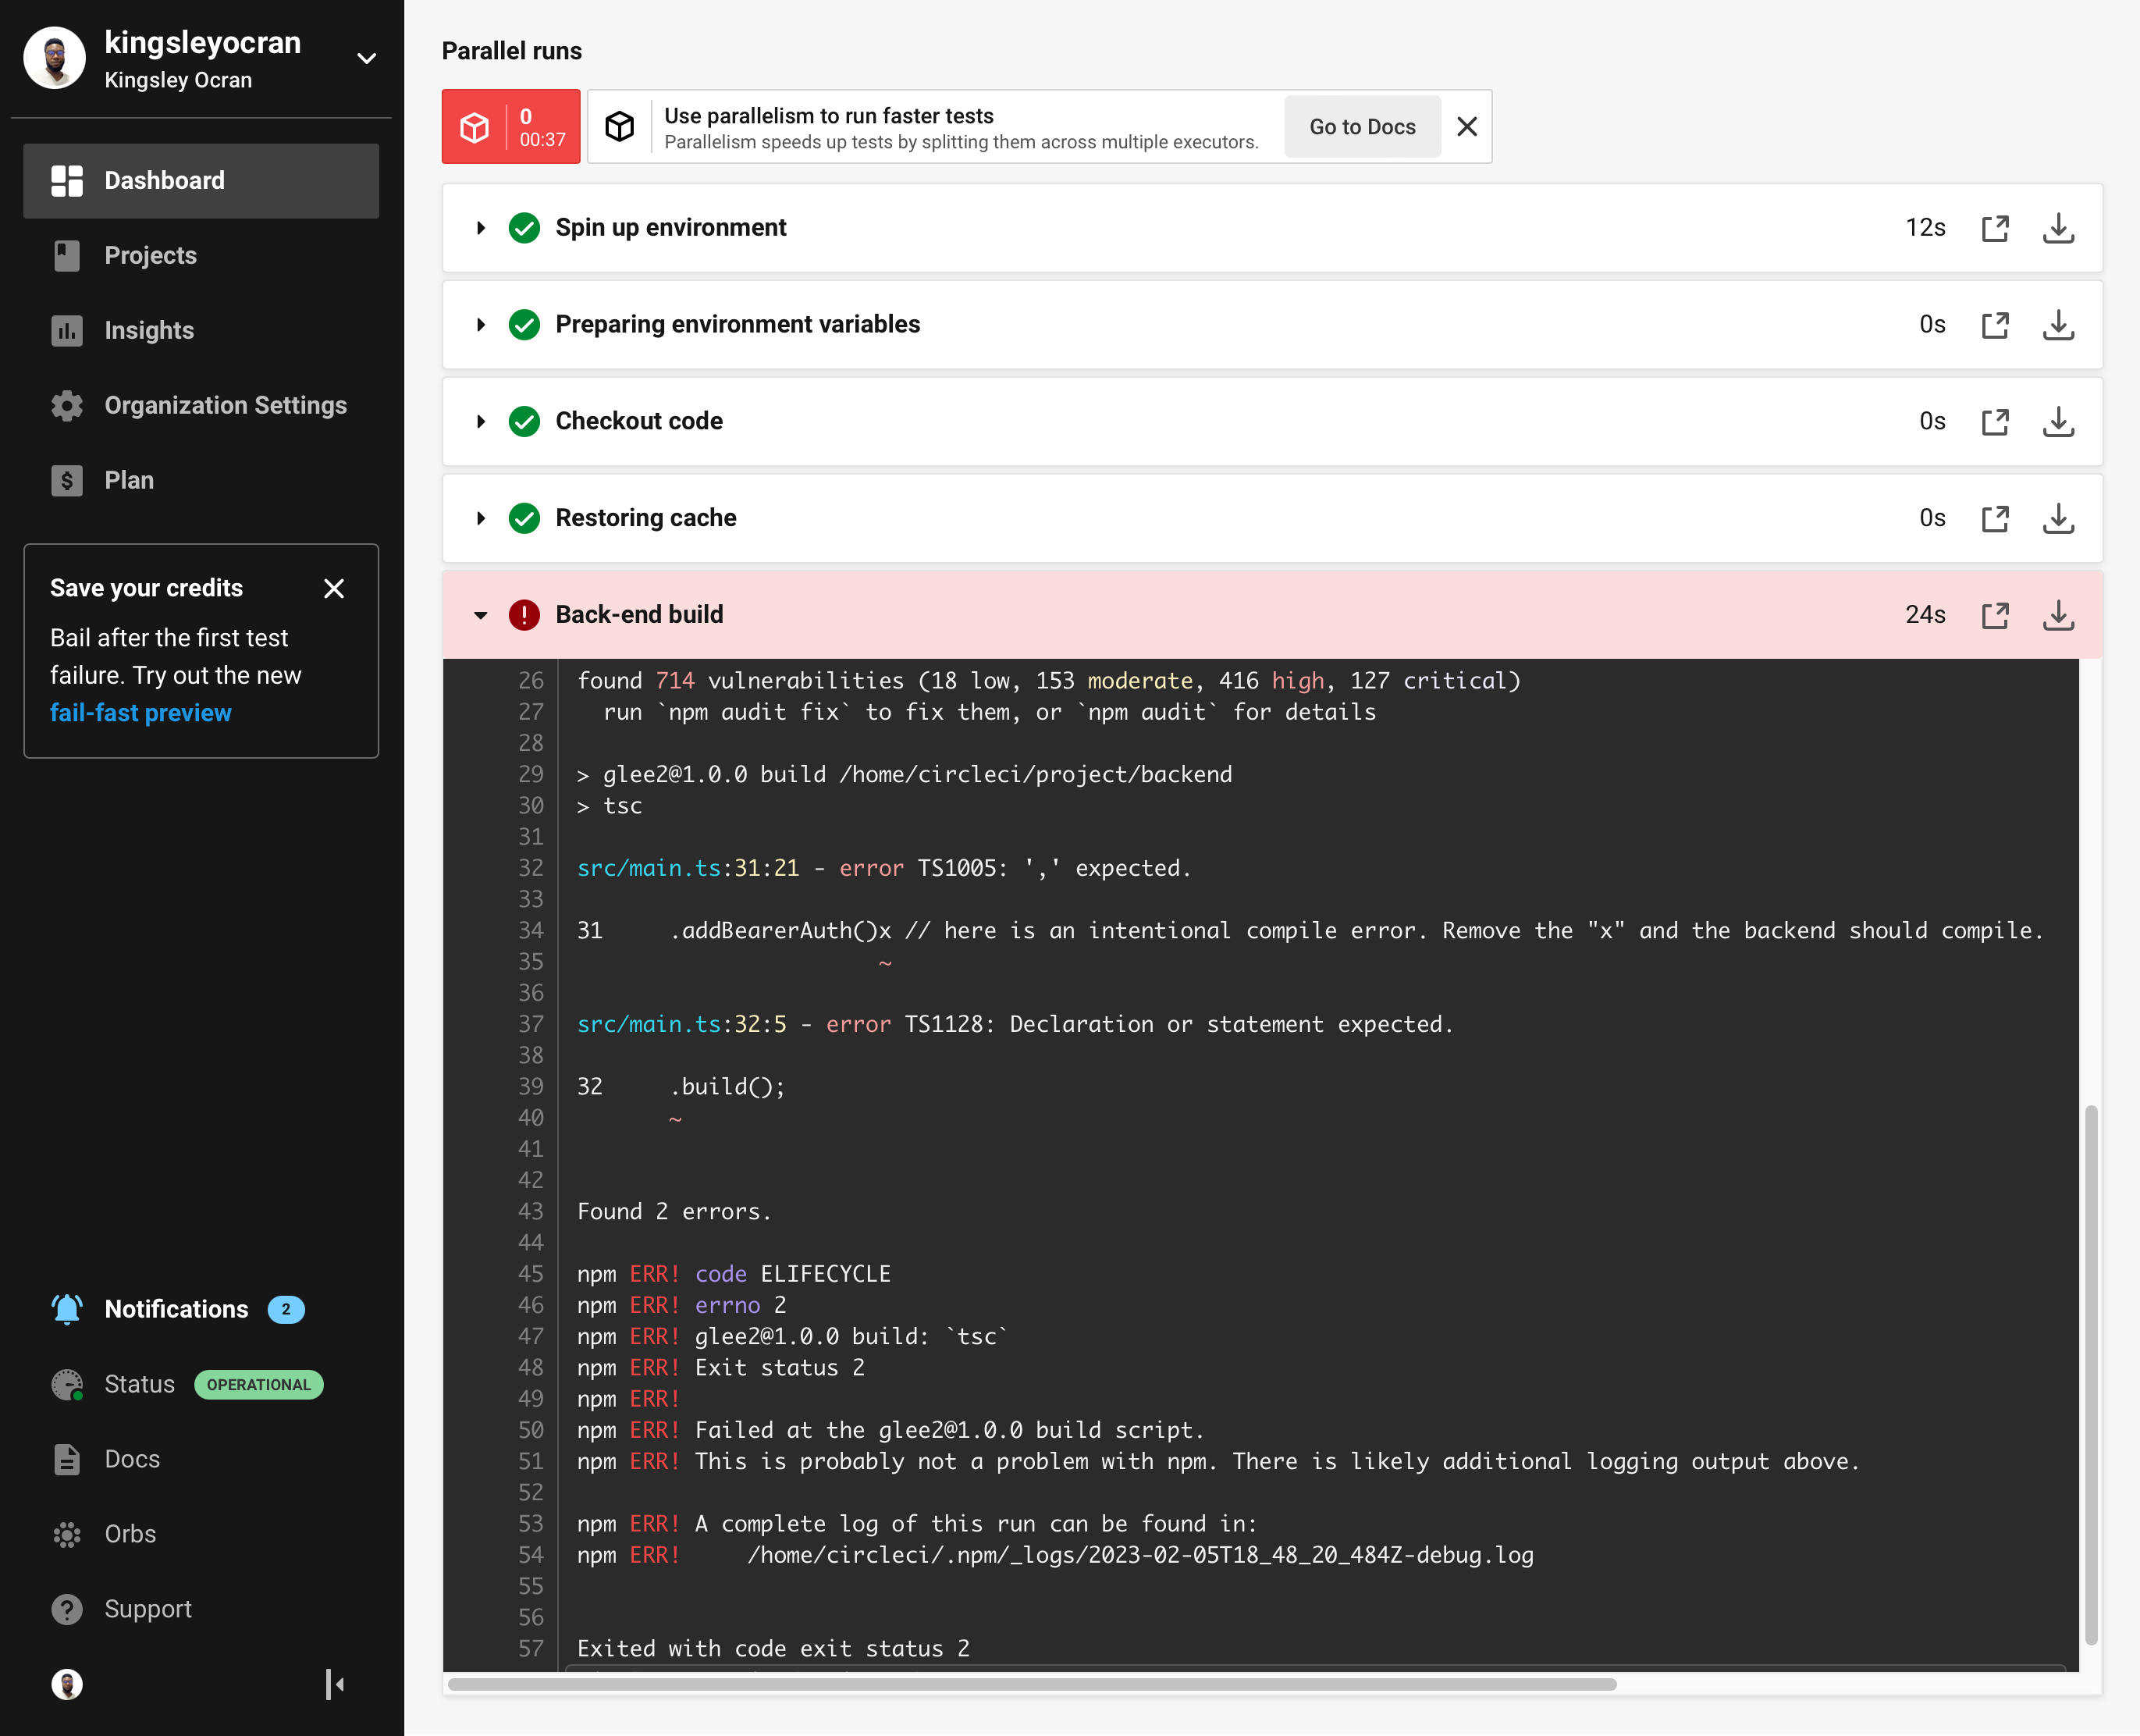 kingsleyocran
Kingsley Ocran
Dashboard
Projects
Insights
Organization Settings
Plan
Save your credits
Bail after the first test
failure. Try out the new
fail-fast preview
Notifications 2
Status OPERATIONAL
Docs
Orbs
Support
Parallel runs
0
00:37
Use parallelism to run faster tests
Parallelism speeds up tests by splitting them across multiple executors.
Go to Docs
Spin up environment 12s
Preparing environment variables 0s
Checkout code 0s
Restoring cache 0s
Back-end build 24s
26 found 714 vulnerabilities (18 low, 153 moderate, 416 high, 127 critical)
27   run `npm audit fix` to fix them, or `npm audit` for details
28
29 > glee2@1.0.0 build /home/circleci/project/backend
30 > tsc
31
32 src/main.ts:31:21 - error TS1005: ',' expected.
33
34 31     .addBearerAuth()x // here is an intentional compile error. Remove the "x" and the backend should compile.
35                        ~
36
37 src/main.ts:32:5 - error TS1128: Declaration or statement expected.
38
39 32     .build();
40        ~
41
42
43 Found 2 errors.
44
45 npm ERR! code ELIFECYCLE
46 npm ERR! errno 2
47 npm ERR! glee2@1.0.0 build: `tsc`
48 npm ERR! Exit status 2
49 npm ERR!
50 npm ERR! Failed at the glee2@1.0.0 build script.
51 npm ERR! This is probably not a problem with npm. There is likely additional logging output above.
52
53 npm ERR! A complete log of this run can be found in:
54 npm ERR!     /home/circleci/.npm/_logs/2023-02-05T18_48_20_484Z-debug.log
55
56
57 Exited with code exit status 2